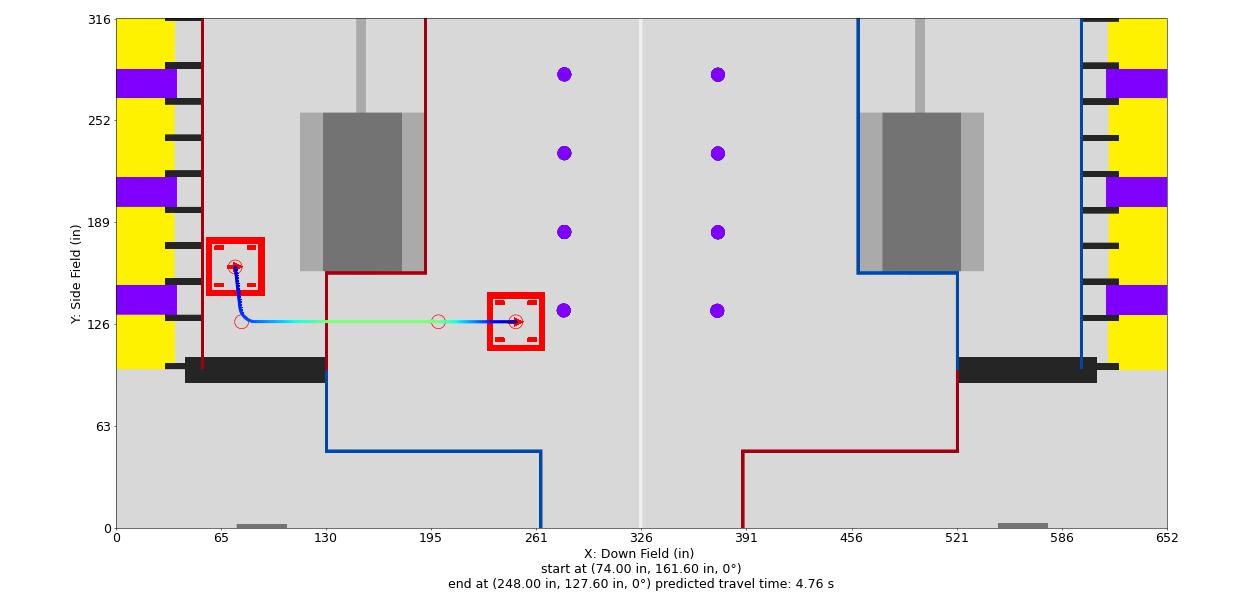 316
252
189
126
63
0
Y: Side Field (in)
0 65 130 195 261 326 391 456 521 586 652
X: Down Field (in)
start at (74.00 in, 161.60 in, 0°)
end at (248.00 in, 127.60 in, 0°) predicted travel time: 4.76 s